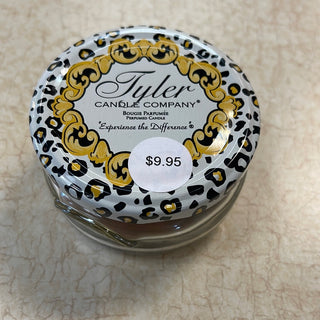 Tyler
CANDLE COMPANY®
BOUGIE PARFUMÉE
PERFUMED CANDLE
"Experience the Difference"®
$9.95